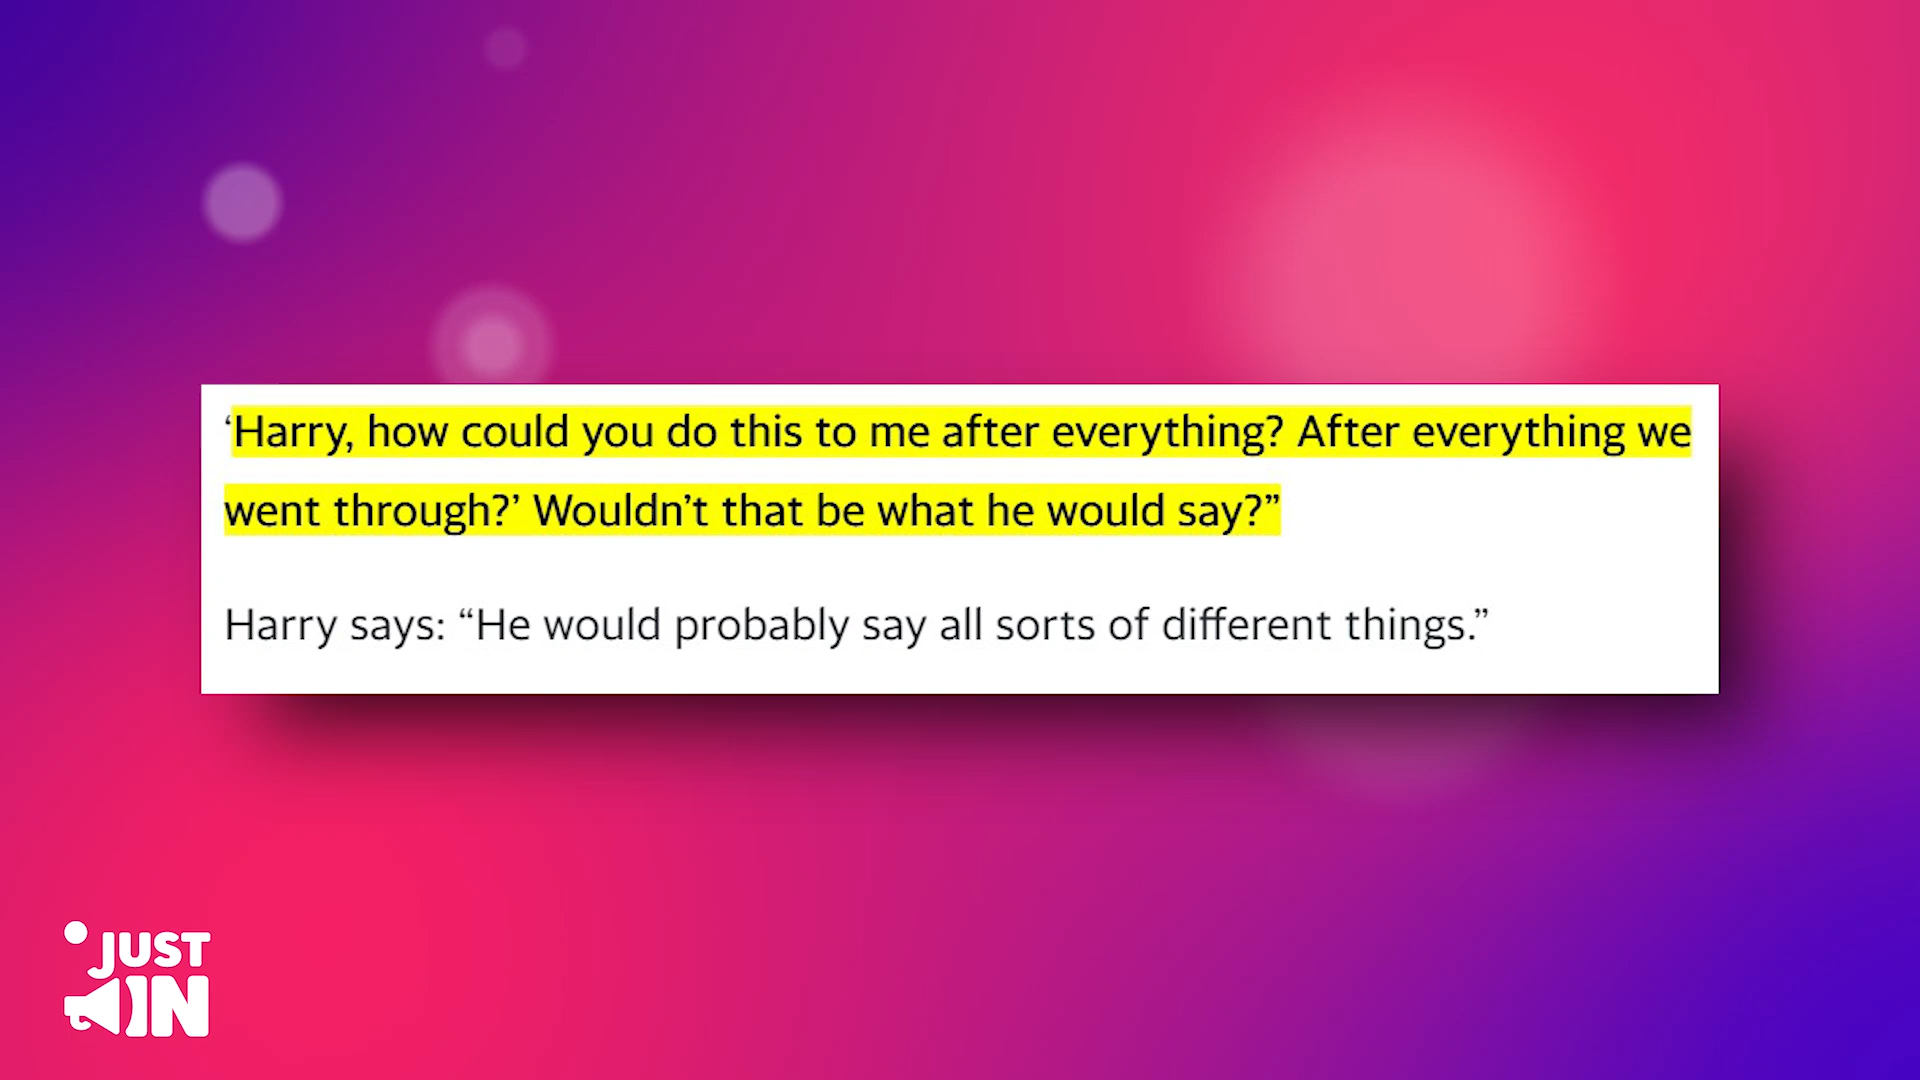 ‘Harry, how could you do this to me after everything? After everything we
went through?’ Wouldn’t that be what he would say?”
Harry says: “He would probably say all sorts of different things.”
JUST
IN